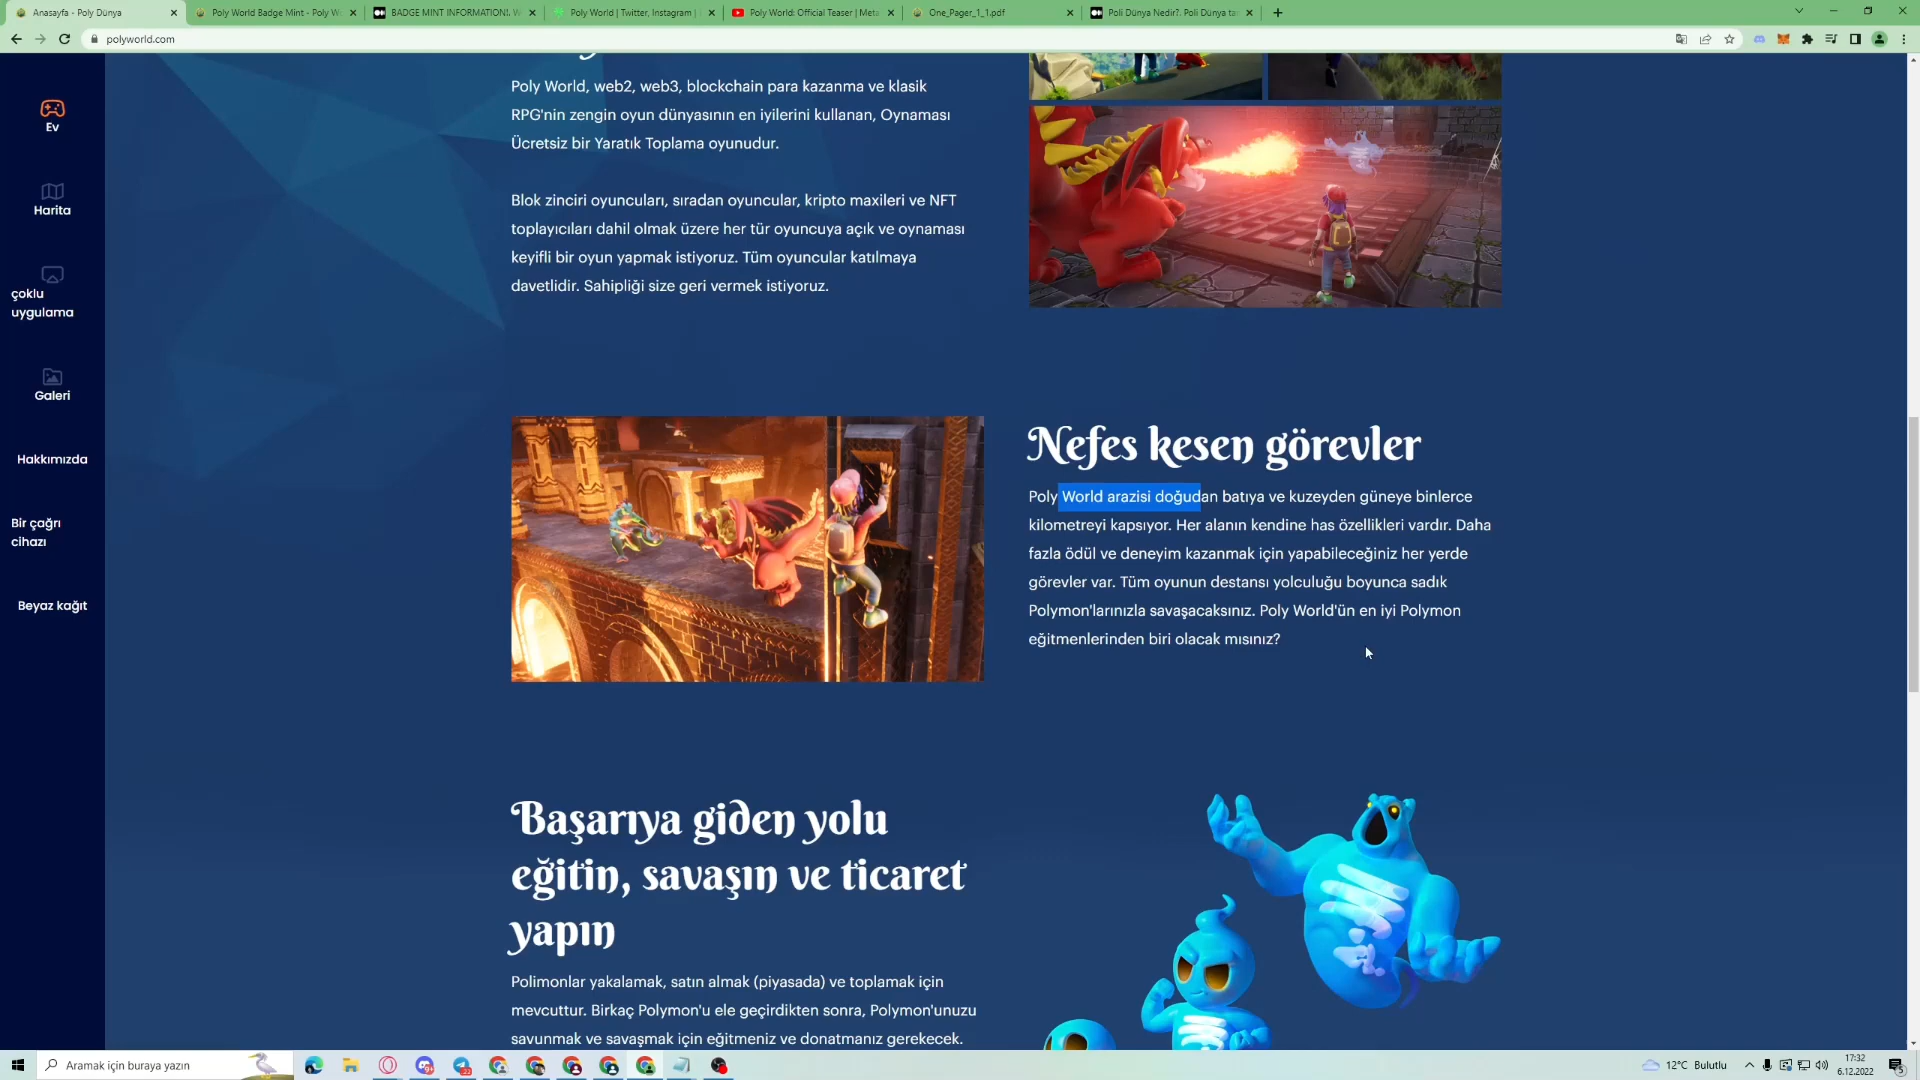 Anasayfa - Poly Dünya
Poly World Badge Mint - Poly Wo
BADGE MINT INFORMATION!. W
Poly World | Twitter, Instagram |
Poly World: Official Teaser | Meta
One_Pager_1_1.pdf
Poli Dünya Nedir?. Poli Dünya ta
polyworld.com
Ev
Harita
çoklu
uygulama
Galeri
Hakkımızda
Bir çağrı
cihazı
Beyaz kağıt
Poly World, web2, web3, blockchain para kazanma ve klasik
RPG'nin zengin oyun dünyasının en iyilerini kullanan, Oynaması
Ücretsiz bir Yaratık Toplama oyunudur.
Blok zinciri oyuncuları, sıradan oyuncular, kripto maxileri ve NFT
toplayıcıları dahil olmak üzere her tür oyuncuya açık ve oynaması
keyifli bir oyun yapmak istiyoruz. Tüm oyuncular katılmaya
davetlidir. Sahipliği size geri vermek istiyoruz.
Nefes kesen görevler
Poly World arazisi doğudan batıya ve kuzeyden güneye binlerce
kilometreyi kapsıyor. Her alanın kendine has özellikleri vardır. Daha
fazla ödül ve deneyim kazanmak için yapabileceğiniz her yerde
görevler var. Tüm oyunun destansı yolculuğu boyunca sadık
Polymon'larınızla savaşacaksınız. Poly World'ün en iyi Polymon
eğitmenlerinden biri olacak mısınız?
Başarıya giden yolu
eğitin, savaşın ve ticaret
yapın
Polimonlar yakalamak, satın almak (piyasada) ve toplamak için
mevcuttur. Birkaç Polymon'u ele geçirdikten sonra, Polymon'unuzu
savunmak ve savaşmak için eğitmeniz ve donatmanız gerekecek.
Aramak için buraya yazın
12°C Bulutlu
17:32
6.12.2022